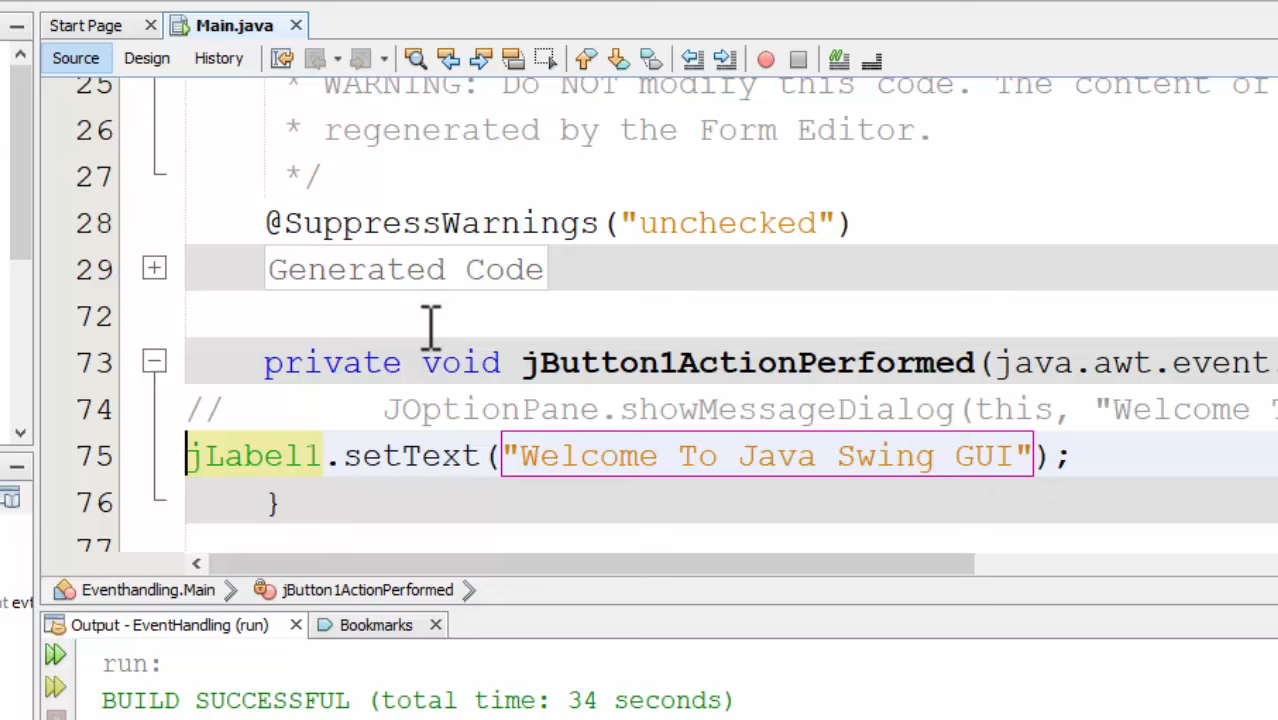 Start Page
Main.java
Source Design History
25 * WARNING: Do NOT modify this code. The content of
26 * regenerated by the Form Editor.
27 */
28 @SuppressWarnings("unchecked")
29 Generated Code
72
73 private void jButton1ActionPerformed(java.awt.event.
74 // JOptionPane.showMessageDialog(this, "Welcome
75 jLabel1.setText("Welcome To Java Swing GUI");
76 }
77
Eventhandling.Main jButton1ActionPerformed
Output - EventHandling (run) Bookmarks
run:
BUILD SUCCESSFUL (total time: 34 seconds)